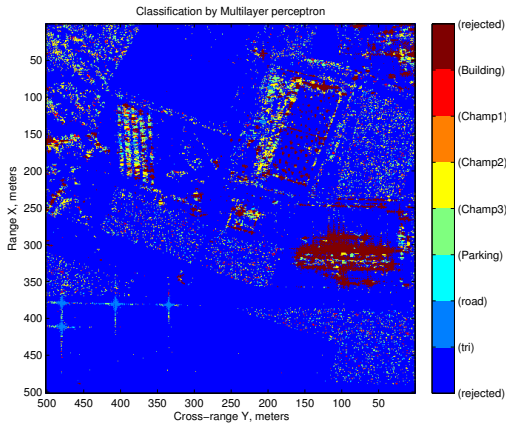 Classification by Multilayer perceptron
0
50
100
150
200
250
300
350
400
450
500
Range X, meters
500 450 400 350 300 250 200 150 100 50
Cross−range Y, meters
(rejected)
(Building)
(Champ1)
(Champ2)
(Champ3)
(Parking)
(road)
(tri)
(rejected)